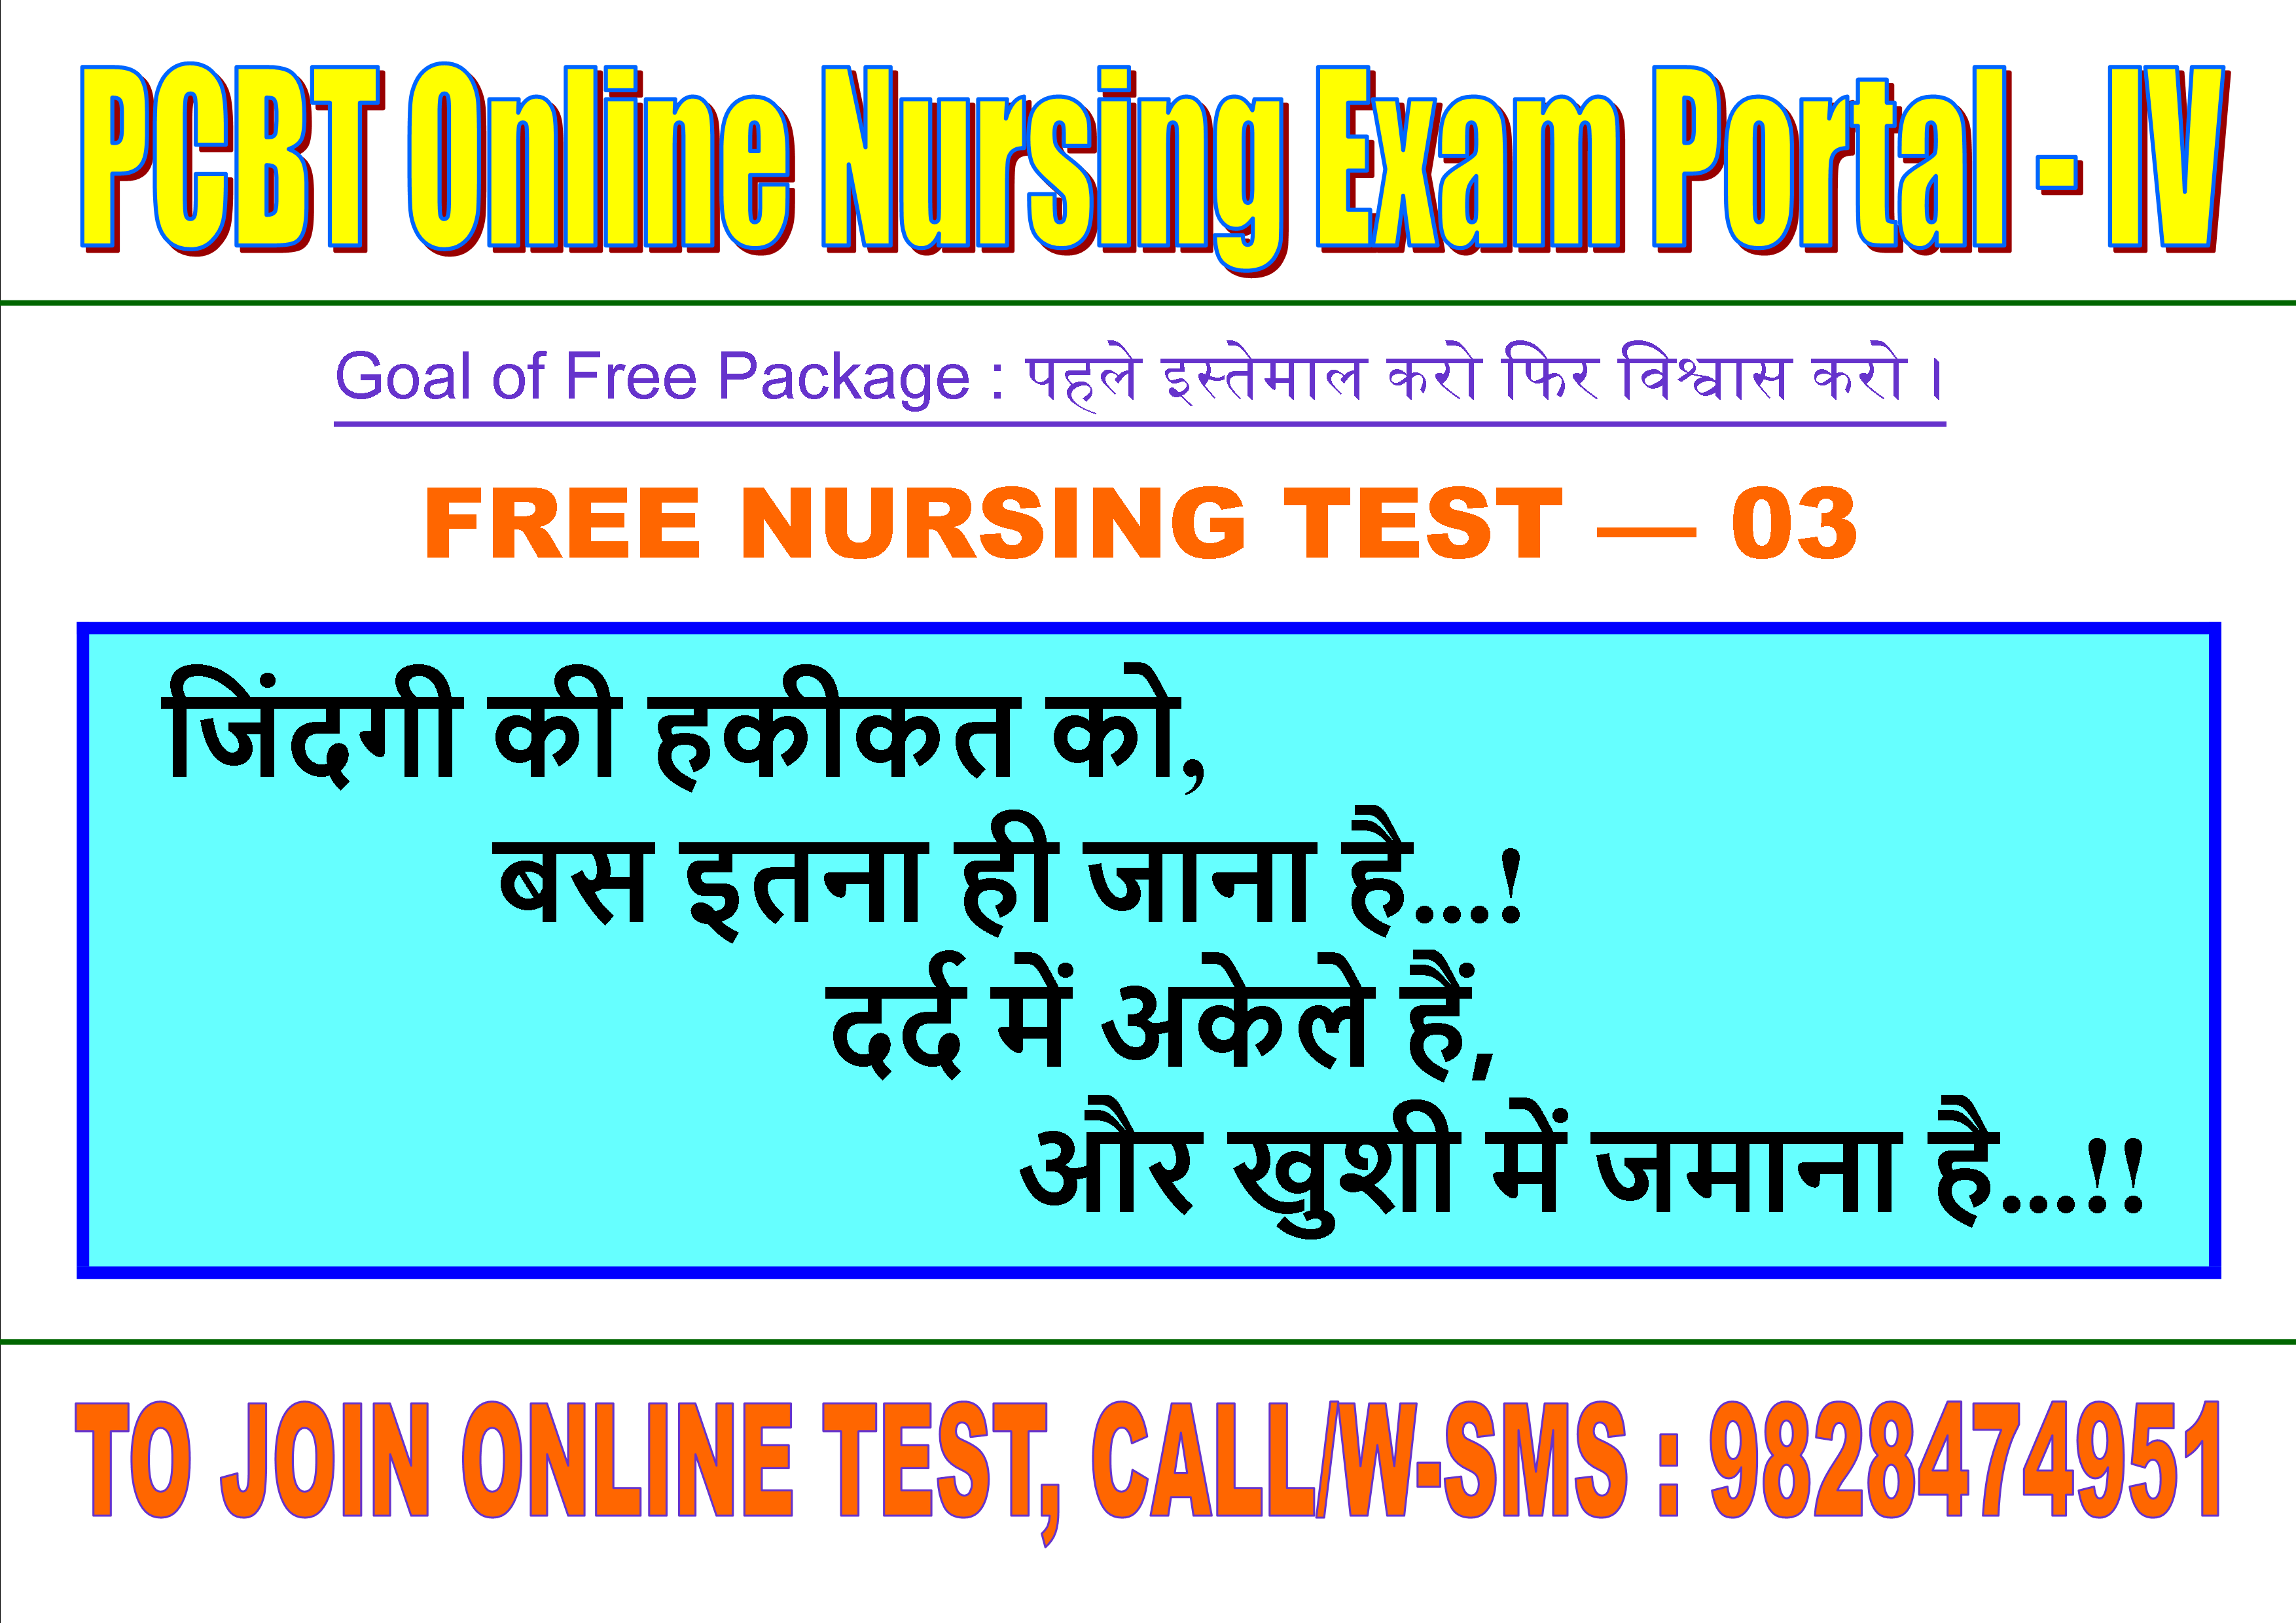 PCBT Online Nursing Exam Portal - IV
Goal of Free Package : पहले इस्तेमाल करो फिर विश्वास करो ।
FREE NURSING TEST — 03
जिंदगी की हकीकत को,
बस इतना ही जाना है...!
दर्द में अकेले हैं,
और खुशी में जमाना है...!!
TO JOIN ONLINE TEST, CALL/W-SMS : 9828474951